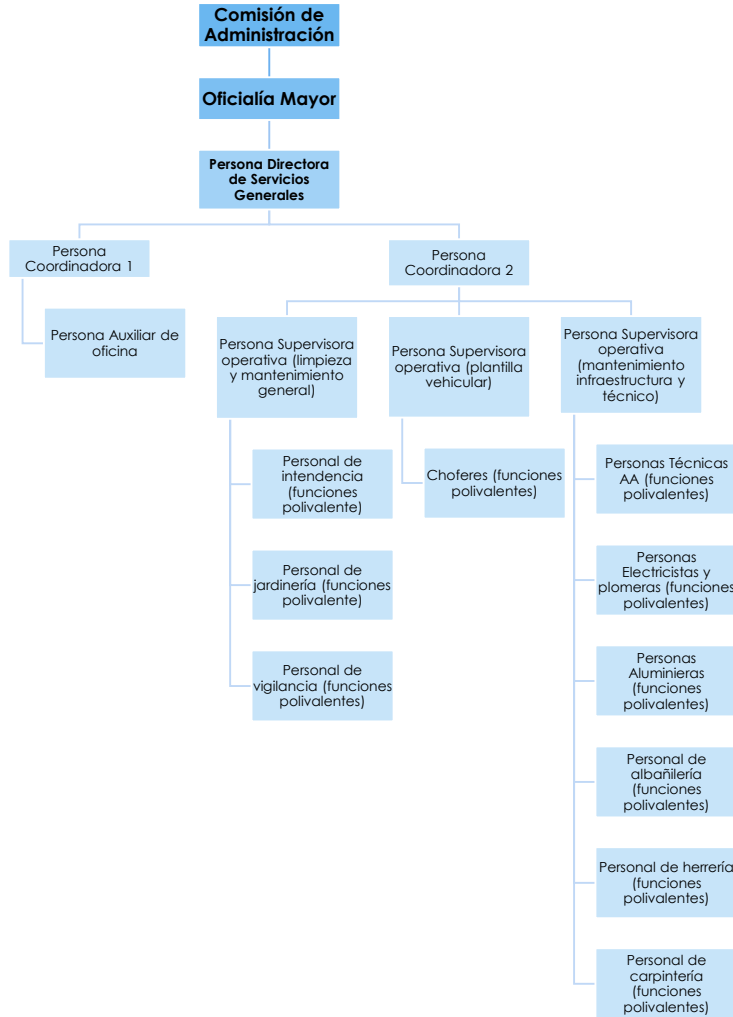 Comisión de
Administración
Oficialía Mayor
Persona Directora
de Servicios
Generales
Persona
Coordinadora 1
Persona
Coordinadora 2
Persona Auxiliar de
oficina
Persona Supervisora
operativa (limpieza
y mantenimiento
general)
Persona Supervisora
operativa (plantilla
vehicular)
Persona Supervisora
operativa
(mantenimiento
infraestructura y
técnico)
Personal de
intendencia
(funciones
polivalente)
Personal de
jardinería (funciones
polivalente)
Personal de
vigilancia (funciones
polivalentes)
Choferes (funciones
polivalentes)
Personas Técnicas
AA (funciones
polivalentes)
Personas
Electricistas y
plomeras (funciones
polivalentes)
Personas
Aluminieras
(funciones
polivalentes)
Personal de
albañilería
(funciones
polivalentes)
Personal de herrería
(funciones
polivalentes)
Personal de
carpintería
(funciones
polivalentes)